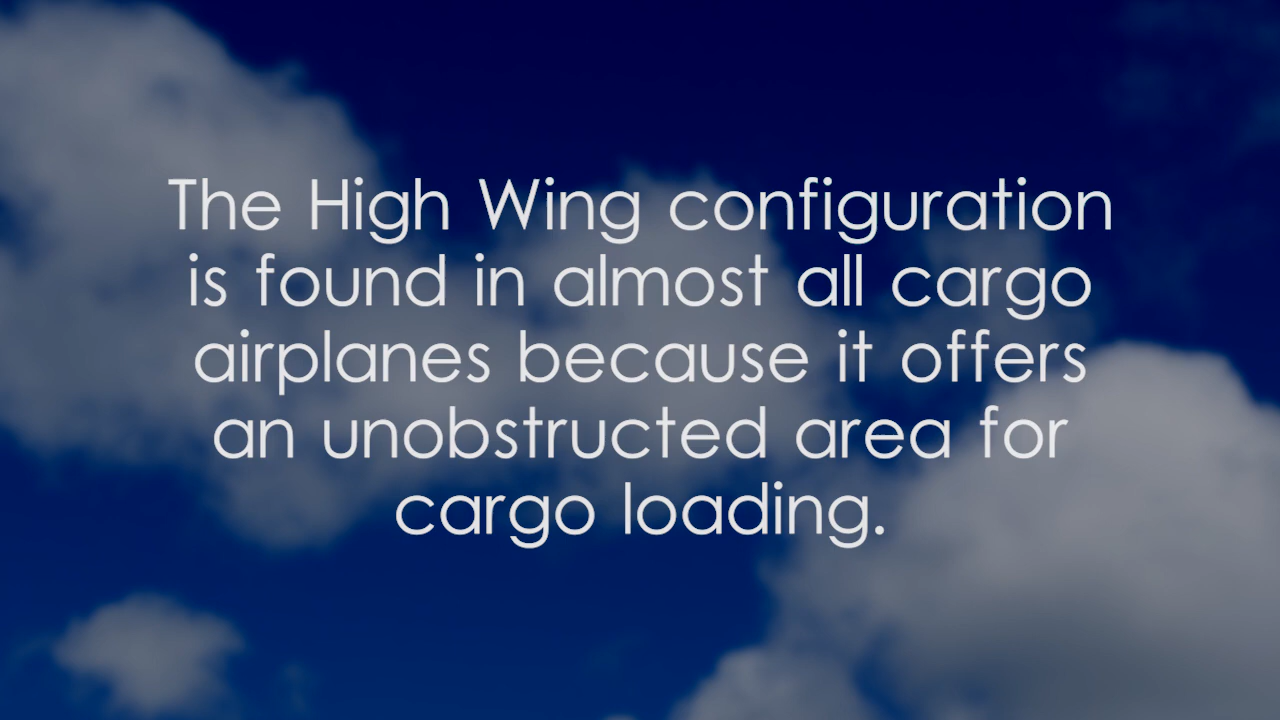 The High Wing configuration
is found in almost all cargo
airplanes because it offers
an unobstructed area for
cargo loading.